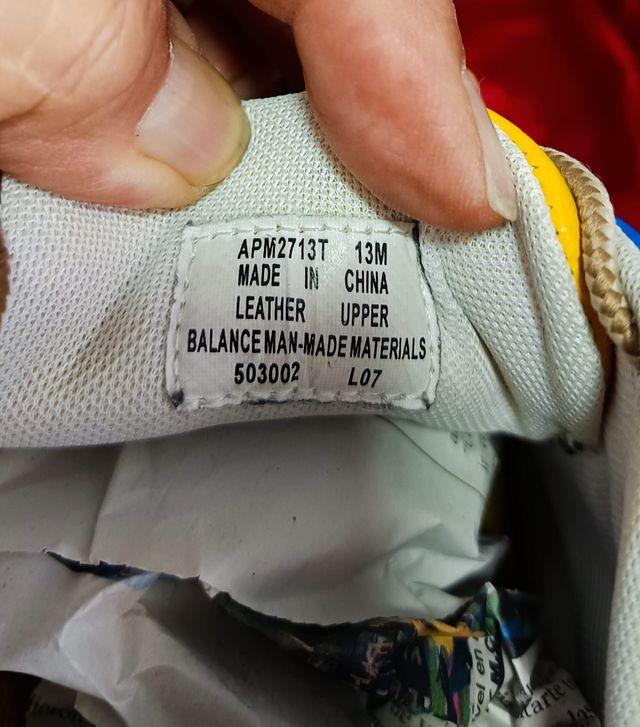 APM2713T 13M
MADE IN CHINA
LEATHER UPPER
BALANCE MAN-MADE MATERIALS
503002 L07